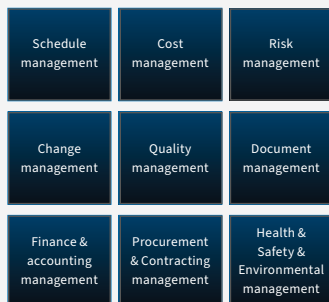 Schedule
management
Cost
management
Risk
management
Change
management
Quality
management
Document
management
Finance &
accounting
management
Procurement
& Contracting
management
Health &
Safety &
Environmental
management